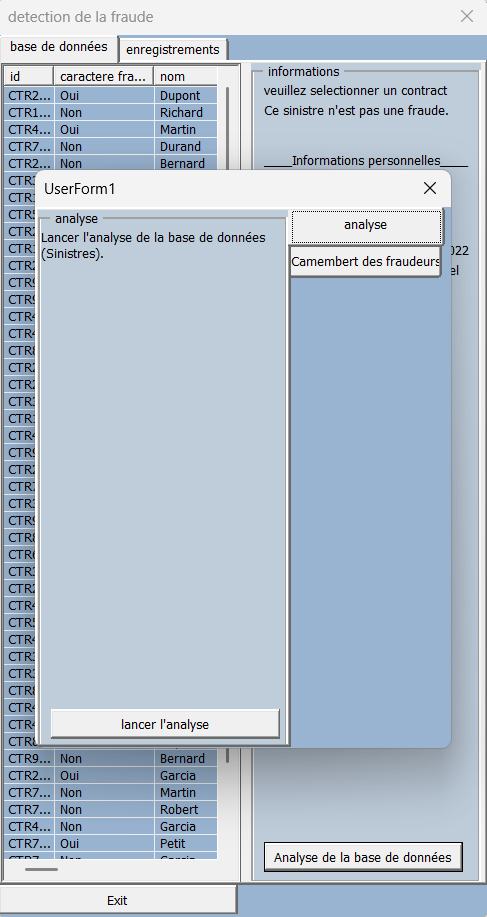 detection de la fraude
base de données
enregistrements
id caractere fra... nom
CTR2... Oui Dupont
CTR1... Non Richard
CTR4... Oui Martin
CTR7... Non Durand
CTR2... Non Bernard
informations
veuillez selectionner un contract
Ce sinistre n'est pas une fraude.
____Informations personnelles____
022
el
UserForm1
analyse
Lancer l'analyse de la base de données
(Sinistres).
lancer l'analyse
analyse
Camembert des fraudeurs
CTR9... Non Bernard
CTR2... Oui Garcia
CTR7... Non Martin
CTR7... Non Robert
CTR4... Non Garcia
CTR7... Oui Petit
Analyse de la base de données
Exit